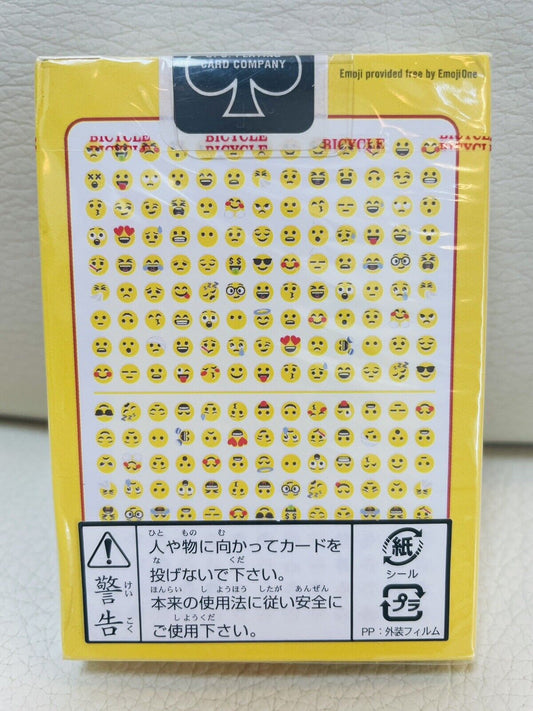 U.S. PLAYING
CARD COMPANY
Emoji provided free by EmojiOne
BICYCLE BICYCLE BICYCLE BICYCLE
BICYCLE BICYCLE BICYCLE
警告
けい
こく
ひと もの む
人や物に向かってカードを
な くだ
投げないで下さい。
ほんらい しようほう したが あんぜん
本来の使用法に従い安全に
しようくだ
ご使用下さい。
紙
シール
プラ
PP：外装フィルム